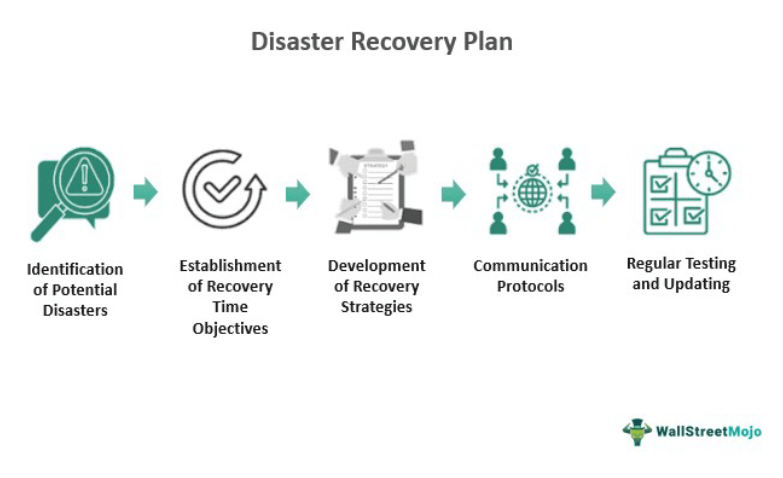 Disaster Recovery Plan
STRATEGY
Identification
of Potential
Disasters
Establishment
of Recovery
Time
Objectives
Development
of Recovery
Strategies
Communication
Protocols
Regular Testing
and Updating
WallStreetMojo